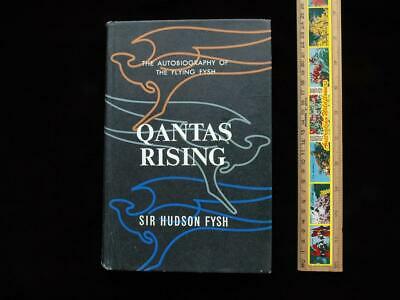 THE AUTOBIOGRAPHY OF
THE FLYING FYSH
QANTAS
RISING
SIR HUDSON FYSH